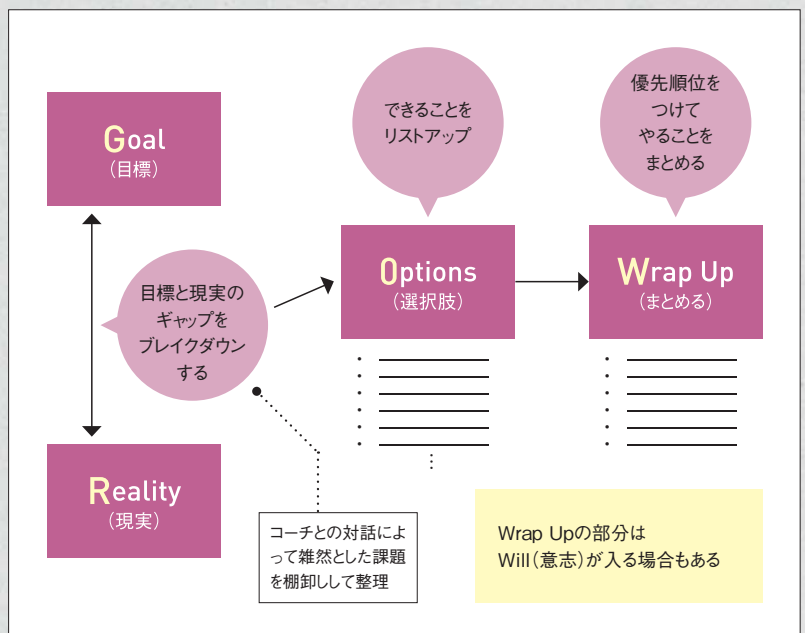 Goal
(目標)
目標と現実の
ギャップを
ブレイクダウン
する
Reality
(現実)
コーチとの対話によ
って雑然とした課題
を棚卸しして整理
できることを
リストアップ
Options
(選択肢)
優先順位を
つけて
やることを
まとめる
Wrap Up
(まとめる)
Wrap Upの部分は
Will(意志)が入る場合もある